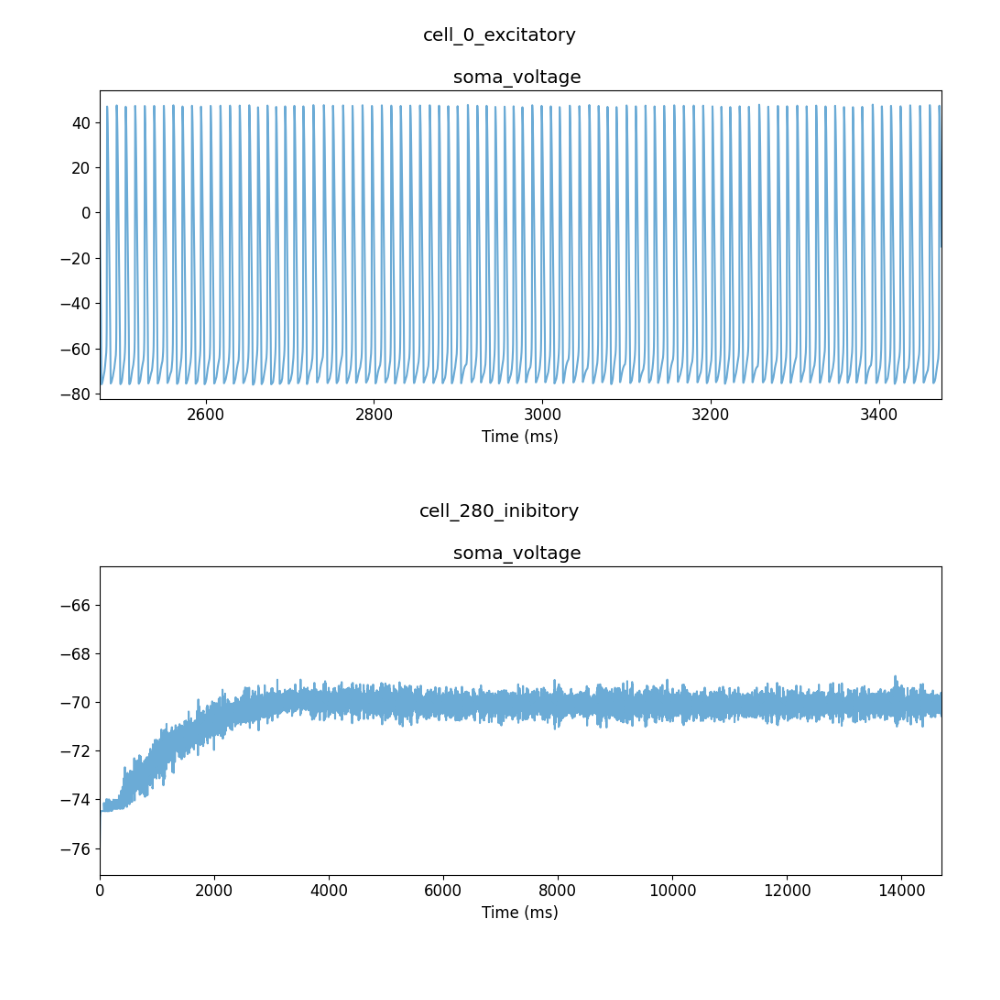 cell_0_excitatory
soma_voltage
40
20
0
−20
−40
−60
−80
2600 2800 3000 3200 3400
Time (ms)
cell_280_inibitory
soma_voltage
−66
−68
−70
−72
−74
−76
0 2000 4000 6000 8000 10000 12000 14000
Time (ms)